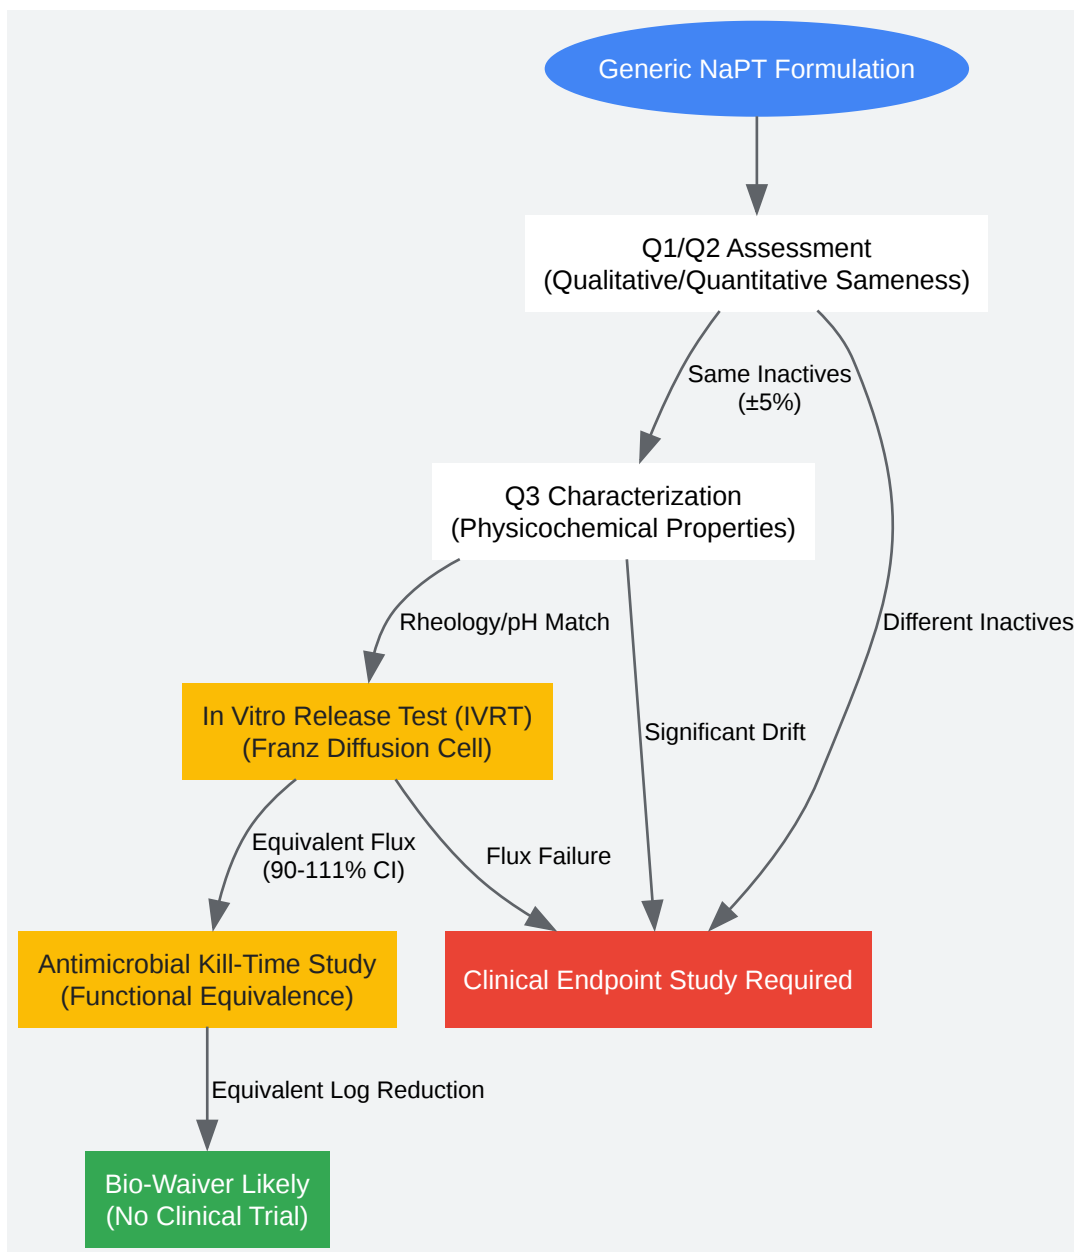 Generic NaPT Formulation
Q1/Q2 Assessment
(Qualitative/Quantitative Sameness)
Same Inactives
(±5%)
Q3 Characterization
(Physicochemical Properties)
Rheology/pH Match
Different Inactives
In Vitro Release Test (IVRT)
(Franz Diffusion Cell)
Significant Drift
Equivalent Flux
(90-111% CI)
Flux Failure
Antimicrobial Kill-Time Study
(Functional Equivalence)
Clinical Endpoint Study Required
Equivalent Log Reduction
Bio-Waiver Likely
(No Clinical Trial)